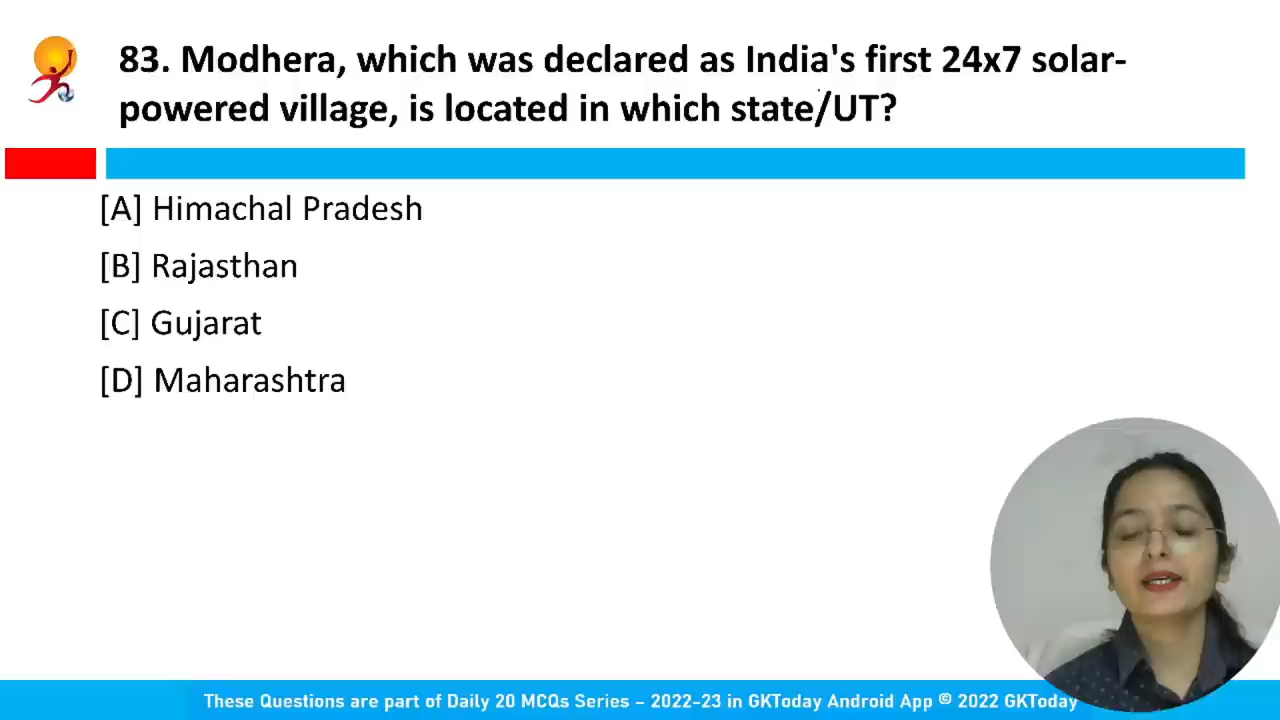 83. Modhera, which was declared as India's first 24x7 solar-
powered village, is located in which state/UT?
[A] Himachal Pradesh
[B] Rajasthan
[C] Gujarat
[D] Maharashtra
These Questions are part of Daily 20 MCQs Series – 2022-23 in GKToday Android App © 2022 GKToday